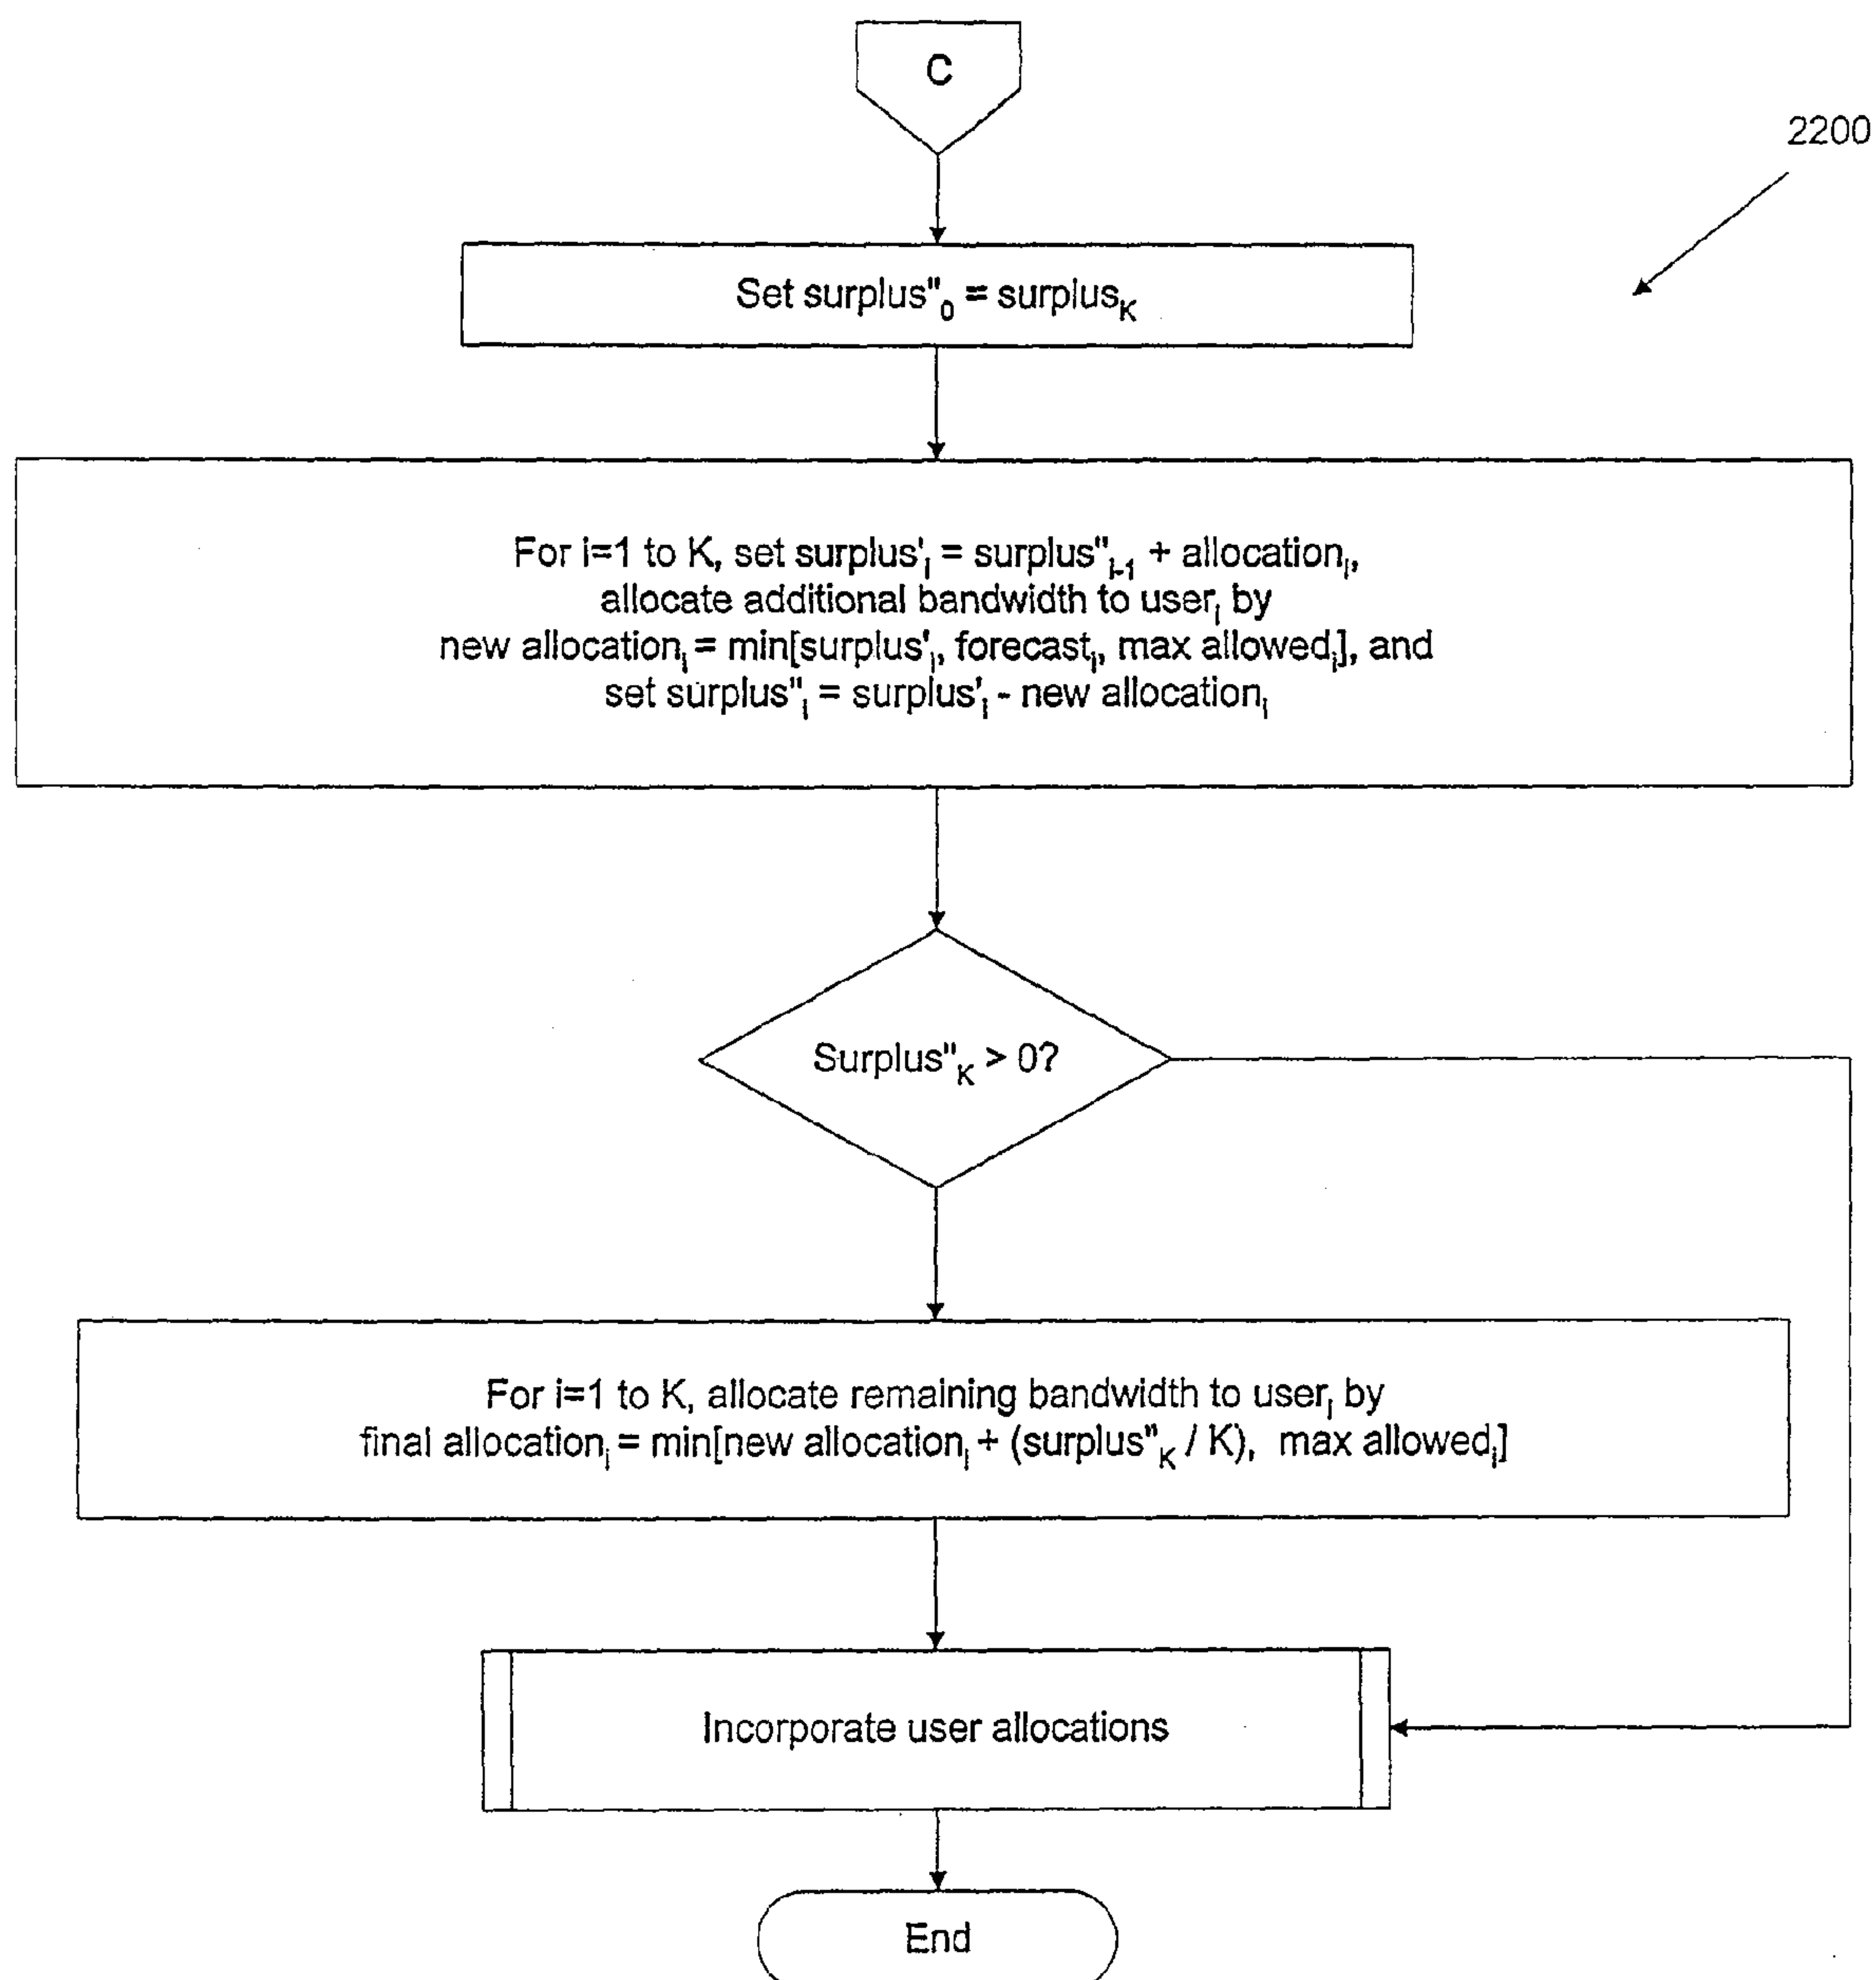 C
2200
Set surplus"₀ = surplusK
For i=1 to K, set surplus'i = surplus"i-1 + allocationi,
allocate additional bandwidth to useri by
new allocationi = min[surplus'i, forecasti, max allowedi], and
set surplus"i = surplus'i - new allocationi
Surplus"K > 0?
For i=1 to K, allocate remaining bandwidth to useri by
final allocationi = min[new allocationi + (surplus"K / K), max allowedi]
Incorporate user allocations
End